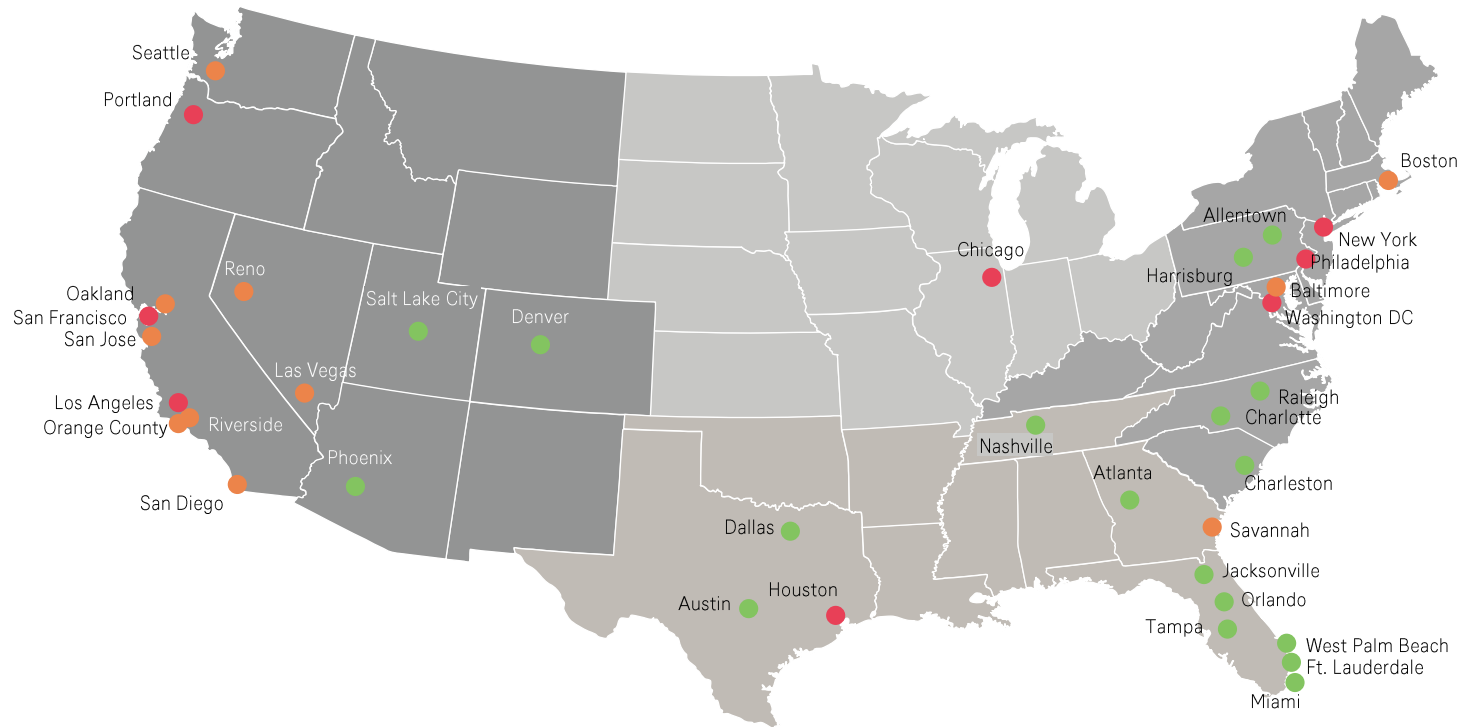 Seattle
Portland
Boston
Allentown
New York
Chicago
Philadelphia
Reno
Harrisburg
Oakland
Baltimore
Salt Lake City
San Francisco
Denver
Washington DC
San Jose
Las Vegas
Raleigh
Los Angeles
Charlotte
Orange County
Riverside
Nashville
Phoenix
Atlanta
Charleston
San Diego
Dallas
Savannah
Jacksonville
Houston
Austin
Orlando
Tampa
West Palm Beach
Ft. Lauderdale
Miami